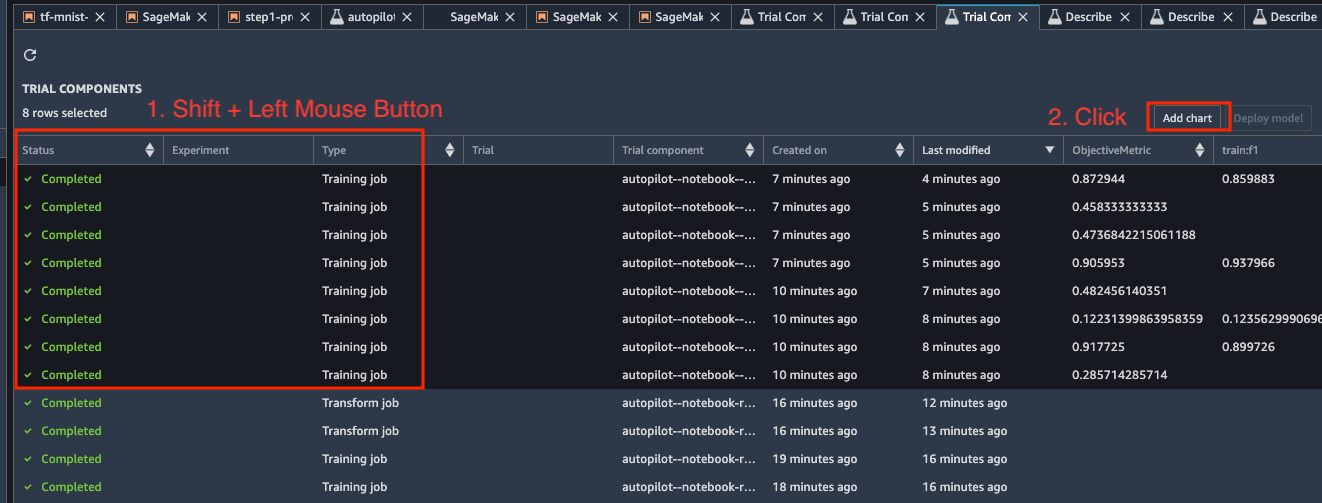 tf-mnist- SageMak step1-pr autopilot SageMak SageMak SageMak Trial Com Trial Com Trial Com Describe Describe Describe
TRIAL COMPONENTS
8 rows selected
1. Shift + Left Mouse Button
2. Click
Add chart
Deploy model
Status Experiment Type Trial Trial component Created on Last modified ObjectiveMetric train:f1
Completed Training job autopilot--notebook--... 7 minutes ago 4 minutes ago 0.872944 0.859883
Completed Training job autopilot--notebook--... 7 minutes ago 5 minutes ago 0.458333333333
Completed Training job autopilot--notebook--... 7 minutes ago 5 minutes ago 0.4736842215061188
Completed Training job autopilot--notebook--... 7 minutes ago 5 minutes ago 0.905953 0.937966
Completed Training job autopilot--notebook--... 10 minutes ago 7 minutes ago 0.482456140351
Completed Training job autopilot--notebook--... 10 minutes ago 8 minutes ago 0.12231399863958359 0.1235629990696
Completed Training job autopilot--notebook--... 10 minutes ago 8 minutes ago 0.917725 0.899726
Completed Training job autopilot--notebook--... 10 minutes ago 8 minutes ago 0.285714285714
Completed Transform job autopilot--notebook-r... 16 minutes ago 12 minutes ago
Completed Transform job autopilot--notebook-r... 16 minutes ago 13 minutes ago
Completed Training job autopilot--notebook-r... 19 minutes ago 16 minutes ago
Completed Training job autopilot--notebook-r... 18 minutes ago 16 minutes ago